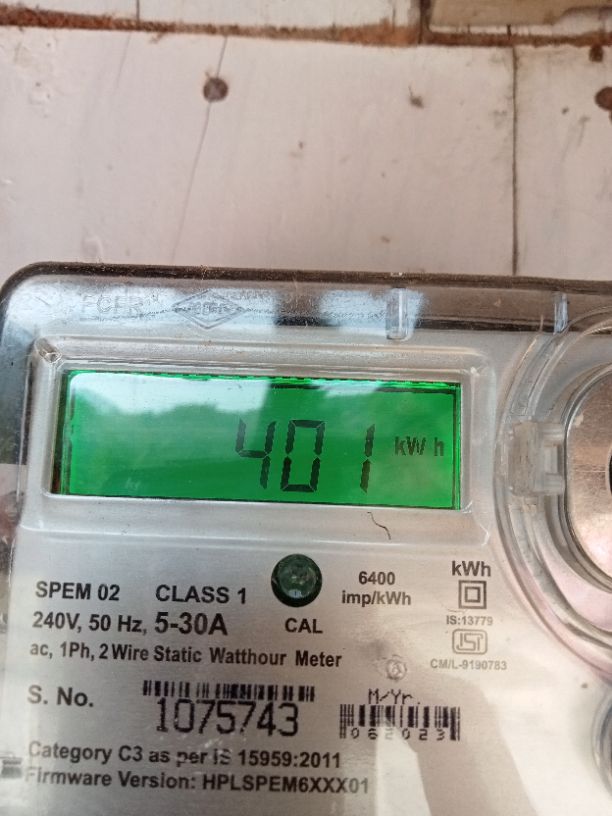 401 kW h
SPEM 02 CLASS 1
240V, 50 Hz, 5-30A
ac, 1Ph, 2 Wire Static Watthour Meter
CAL
6400
imp/kWh
kWh
IS:13779
CM/L-9190783
S. No. 1075743
M/Yr.
062023
Category C3 as per IS 15959:2011
Firmware Version: HPLSPEM6XXX01